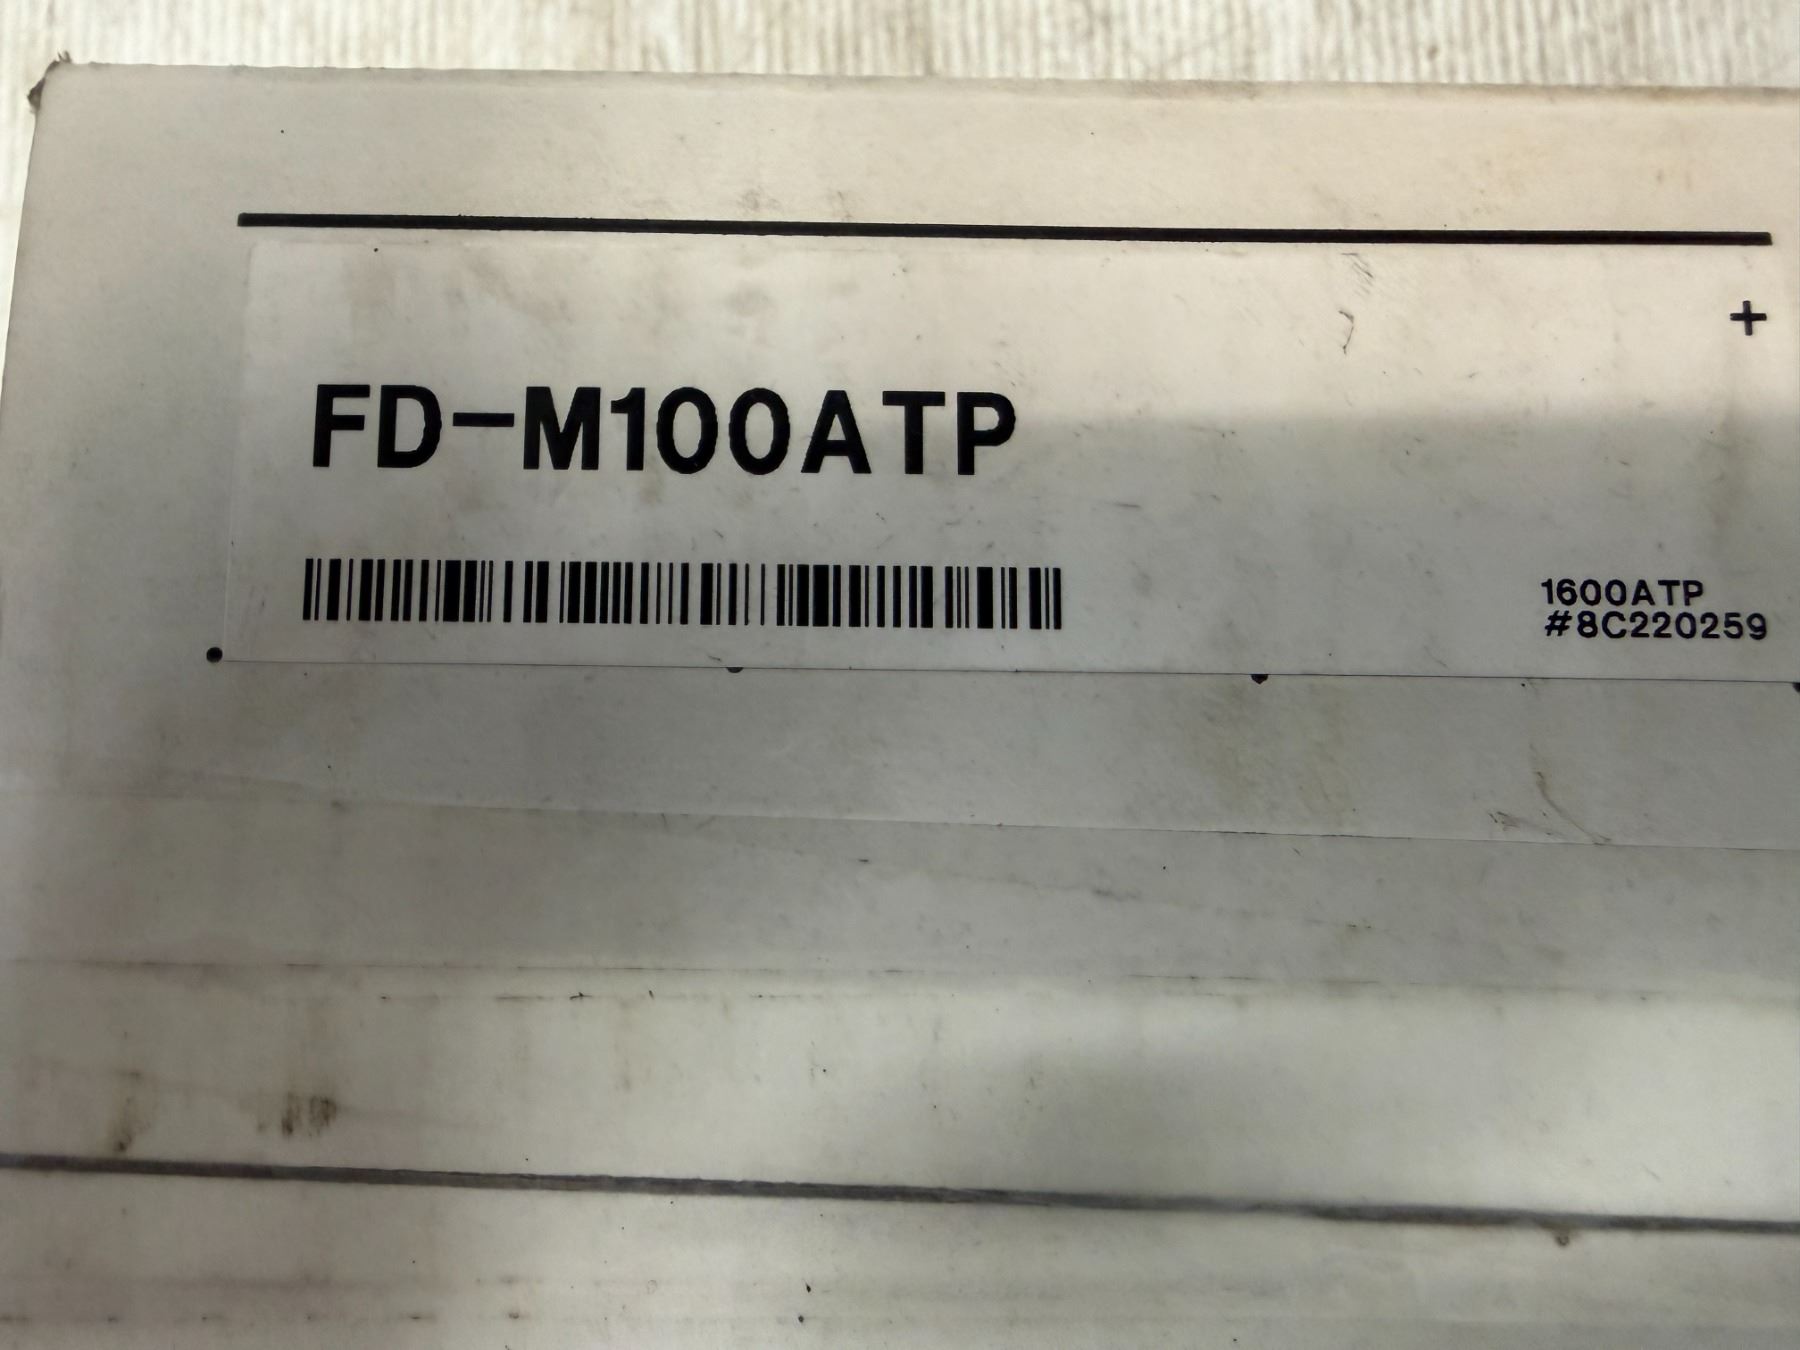 +
FD-M100ATP
1600ATP
#8C220259